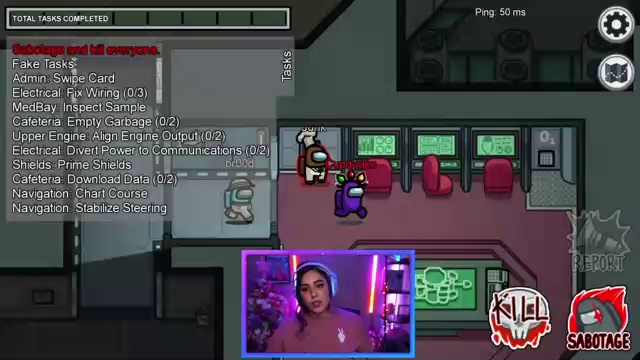 TOTAL TASKS COMPLETED
Ping: 50 ms
Sabotage and kill everyone.
Fake Tasks
Admin: Swipe Card
Electrical: Fix Wiring (0/3)
MedBay: Inspect Sample
Cafeteria: Empty Garbage (0/2)
Upper Engine: Align Engine Output (0/2)
Electrical: Divert Power to Communications (0/2)
Shields: Prime Shields
Cafeteria: Download Data (0/2)
Navigation: Chart Course
Navigation: Stabilize Steering
Tasks
br00d
REPORT
KILL
SABOTAGE